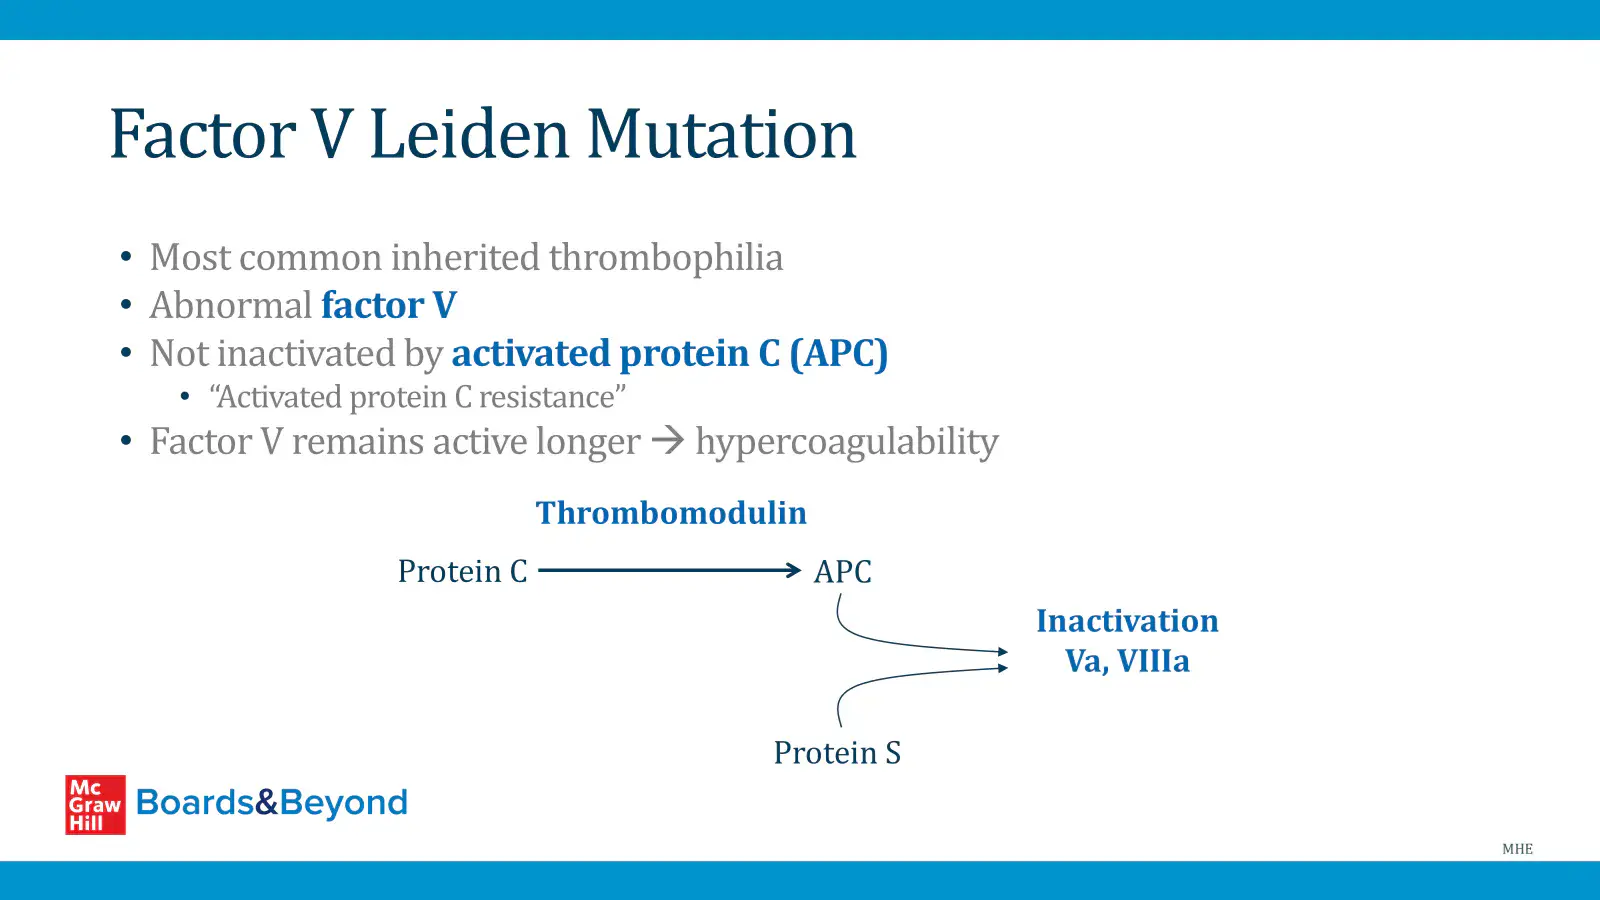 Factor V Leiden Mutation
• Most common inherited thrombophilia
• Abnormal factor V
• Not inactivated by activated protein C (APC)
• “Activated protein C resistance”
• Factor V remains active longer → hypercoagulability
Thrombomodulin
Protein C
APC
Inactivation
Va, VIIIa
Protein S
Mc
Graw
Hill
Boards&Beyond
MHE